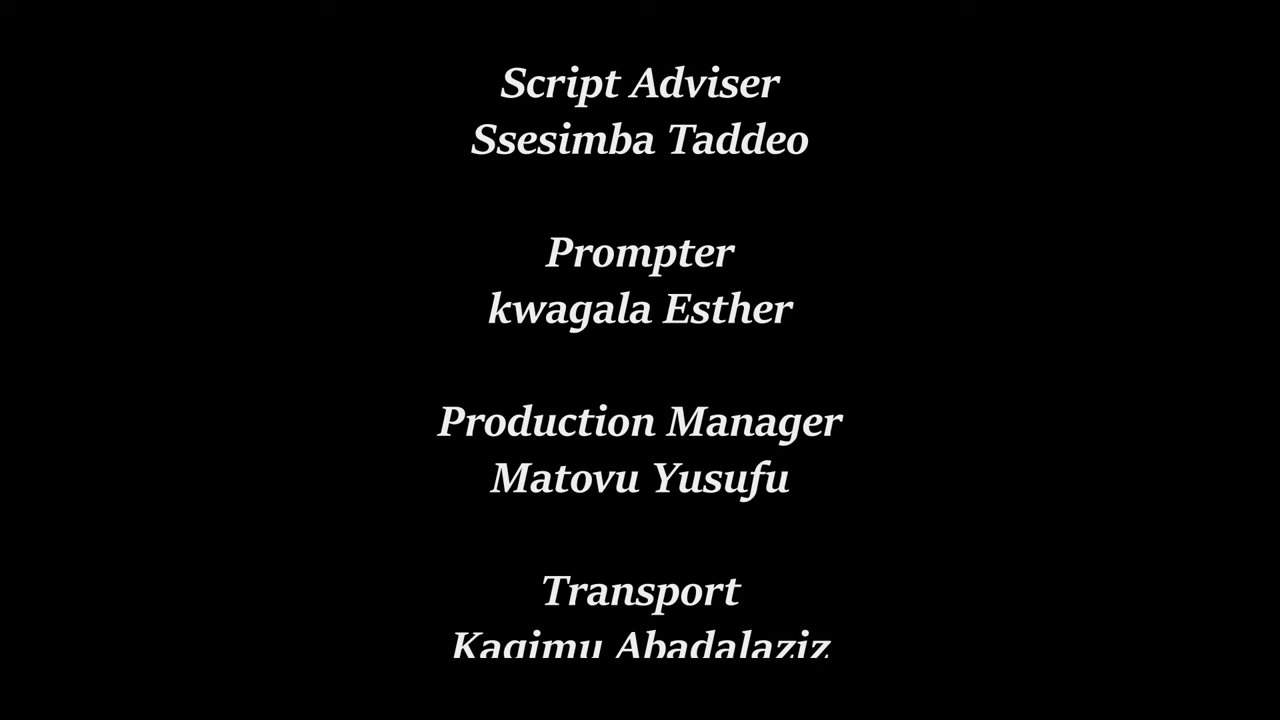 Script Adviser
Ssesimba Taddeo
Prompter
kwagala Esther
Production Manager
Matovu Yusufu
Transport
Kagimu Abadalaziz